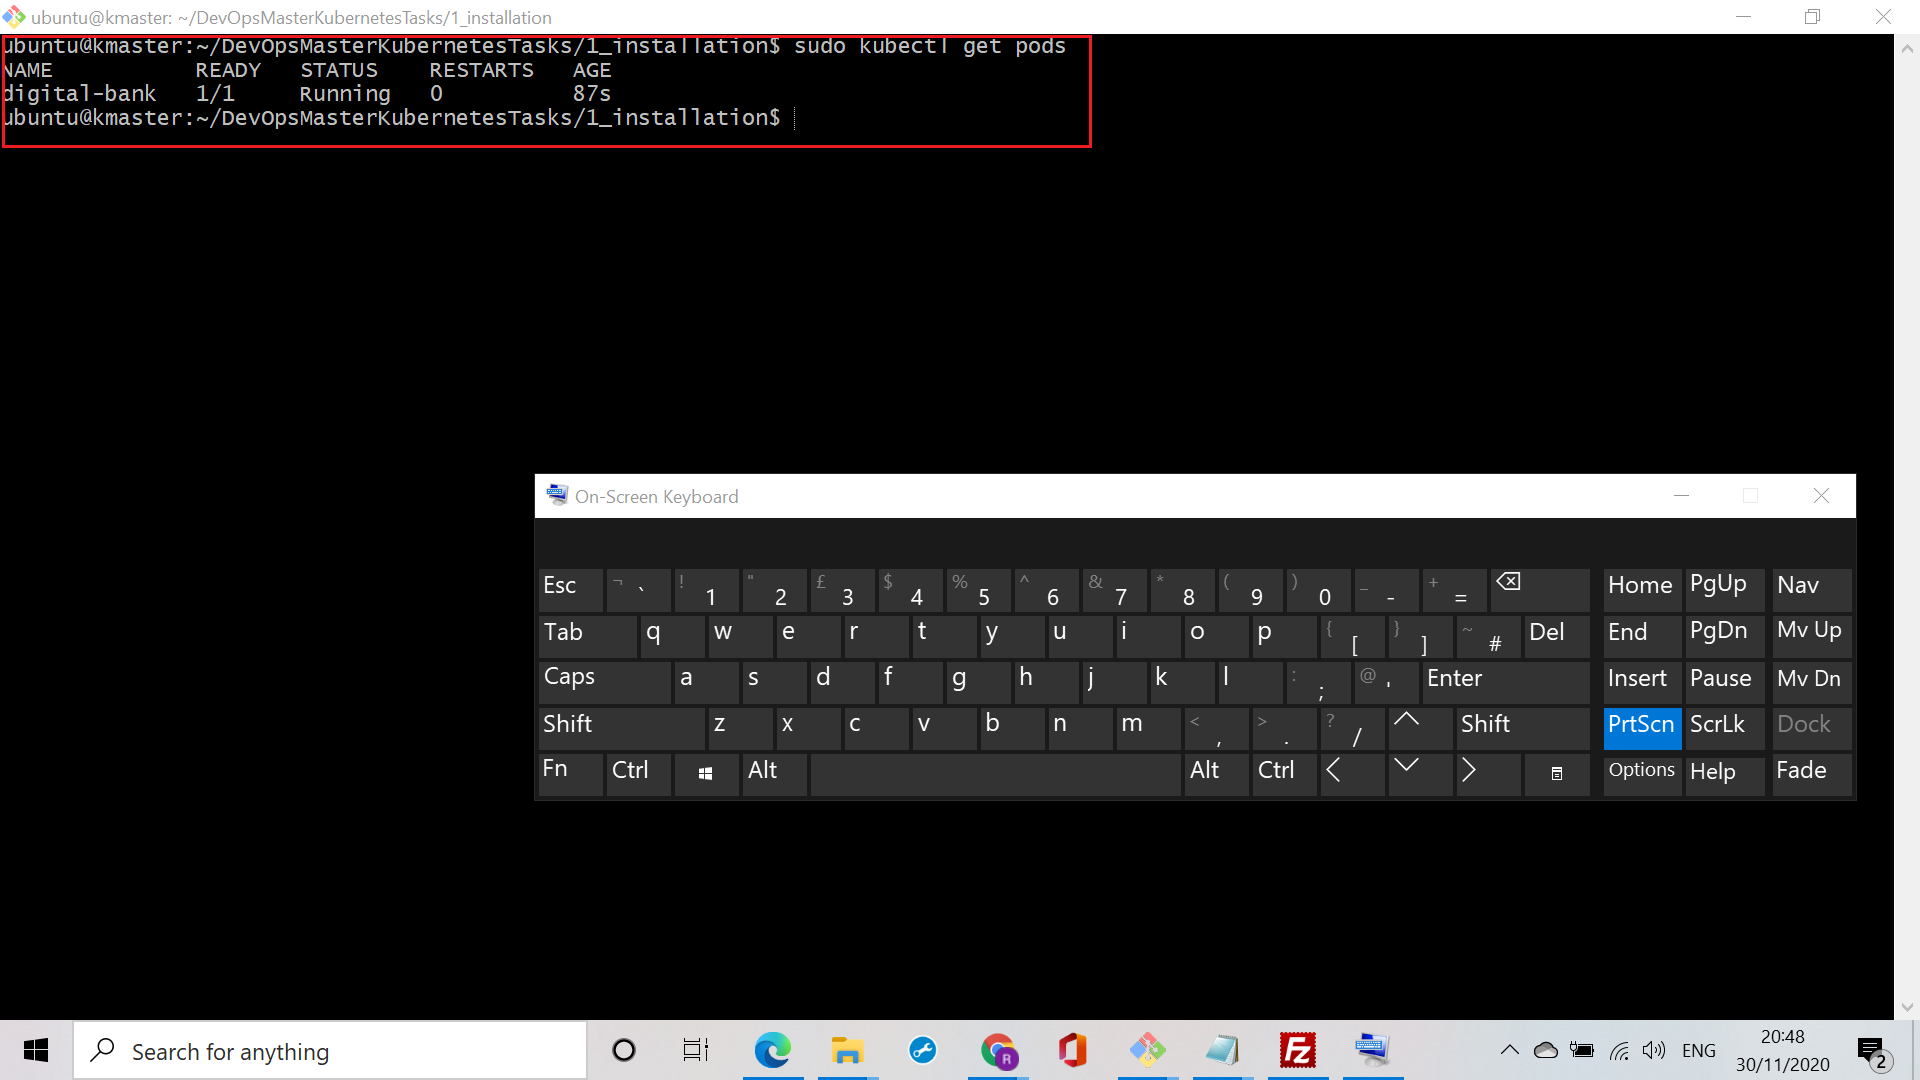 ubuntu@kmaster: ~/DevOpsMasterKubernetesTasks/1_installation
ubuntu@kmaster:~/DevOpsMasterKubernetesTasks/1_installation$ sudo kubectl get pods
NAME READY STATUS RESTARTS AGE
digital-bank 1/1 Running 0 87s
ubuntu@kmaster:~/DevOpsMasterKubernetesTasks/1_installation$
On-Screen Keyboard
Esc ¬ ` ! 1 " 2 £ 3 $ 4 % 5 ^ 6 & 7 * 8 ( 9 ) 0 _ - + = Home PgUp Nav
Tab q w e r t y u i o p { [ } ] ~ # Del End PgDn Mv Up
Caps a s d f g h j k l : ; @ ' Enter Insert Pause Mv Dn
Shift z x c v b n m < , > . ? / Shift PrtScn ScrLk Dock
Fn Ctrl Alt Alt Ctrl Options Help Fade
Search for anything
R
Fz
ENG
20:48
30/11/2020
2